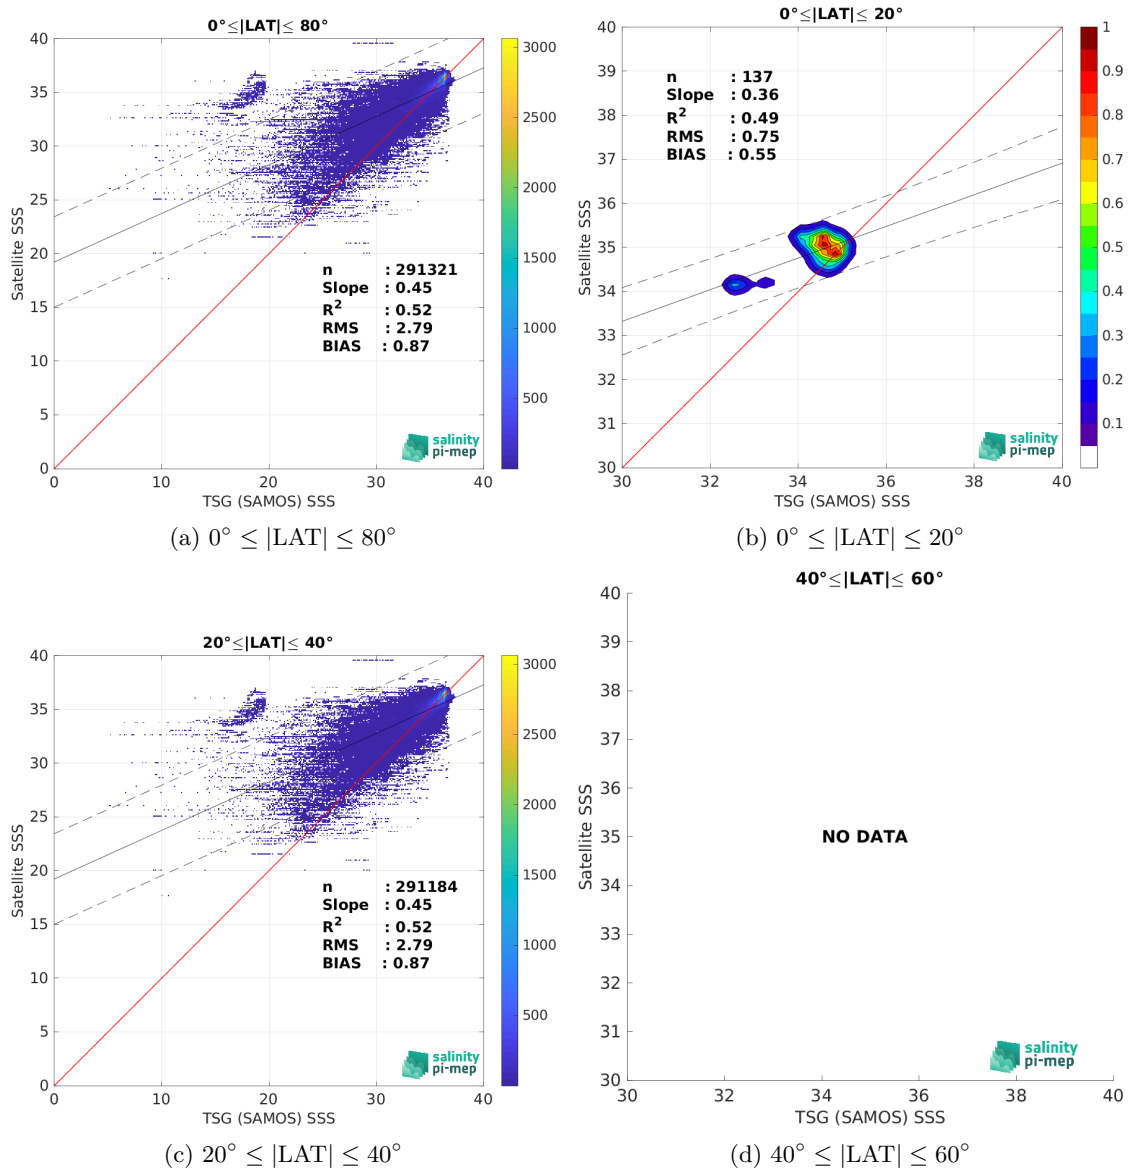 0°≤|LAT|≤ 80°
40
35
30
25
20
15
10
5
0
Satellite SSS
n : 291321
Slope : 0.45
R² : 0.52
RMS : 2.79
BIAS : 0.87
salinity
pi-mep
0 10 20 30 40
TSG (SAMOS) SSS
3000
2500
2000
1500
1000
500
(a) 0° ≤ |LAT| ≤ 80°
0°≤|LAT|≤ 20°
40
39
38
37
36
35
34
33
32
31
30
Satellite SSS
n : 137
Slope : 0.36
R² : 0.49
RMS : 0.75
BIAS : 0.55
salinity
pi-mep
30 32 34 36 38 40
TSG (SAMOS) SSS
1
0.9
0.8
0.7
0.6
0.5
0.4
0.3
0.2
0.1
(b) 0° ≤ |LAT| ≤ 20°
20°≤|LAT|≤ 40°
40
35
30
25
20
15
10
5
0
Satellite SSS
n : 291184
Slope : 0.45
R² : 0.52
RMS : 2.79
BIAS : 0.87
salinity
pi-mep
0 10 20 30 40
TSG (SAMOS) SSS
3000
2500
2000
1500
1000
500
(c) 20° ≤ |LAT| ≤ 40°
40°≤|LAT|≤ 60°
40
39
38
37
36
35
34
33
32
31
30
Satellite SSS
NO DATA
salinity
pi-mep
30 32 34 36 38 40
TSG (SAMOS) SSS
(d) 40° ≤ |LAT| ≤ 60°